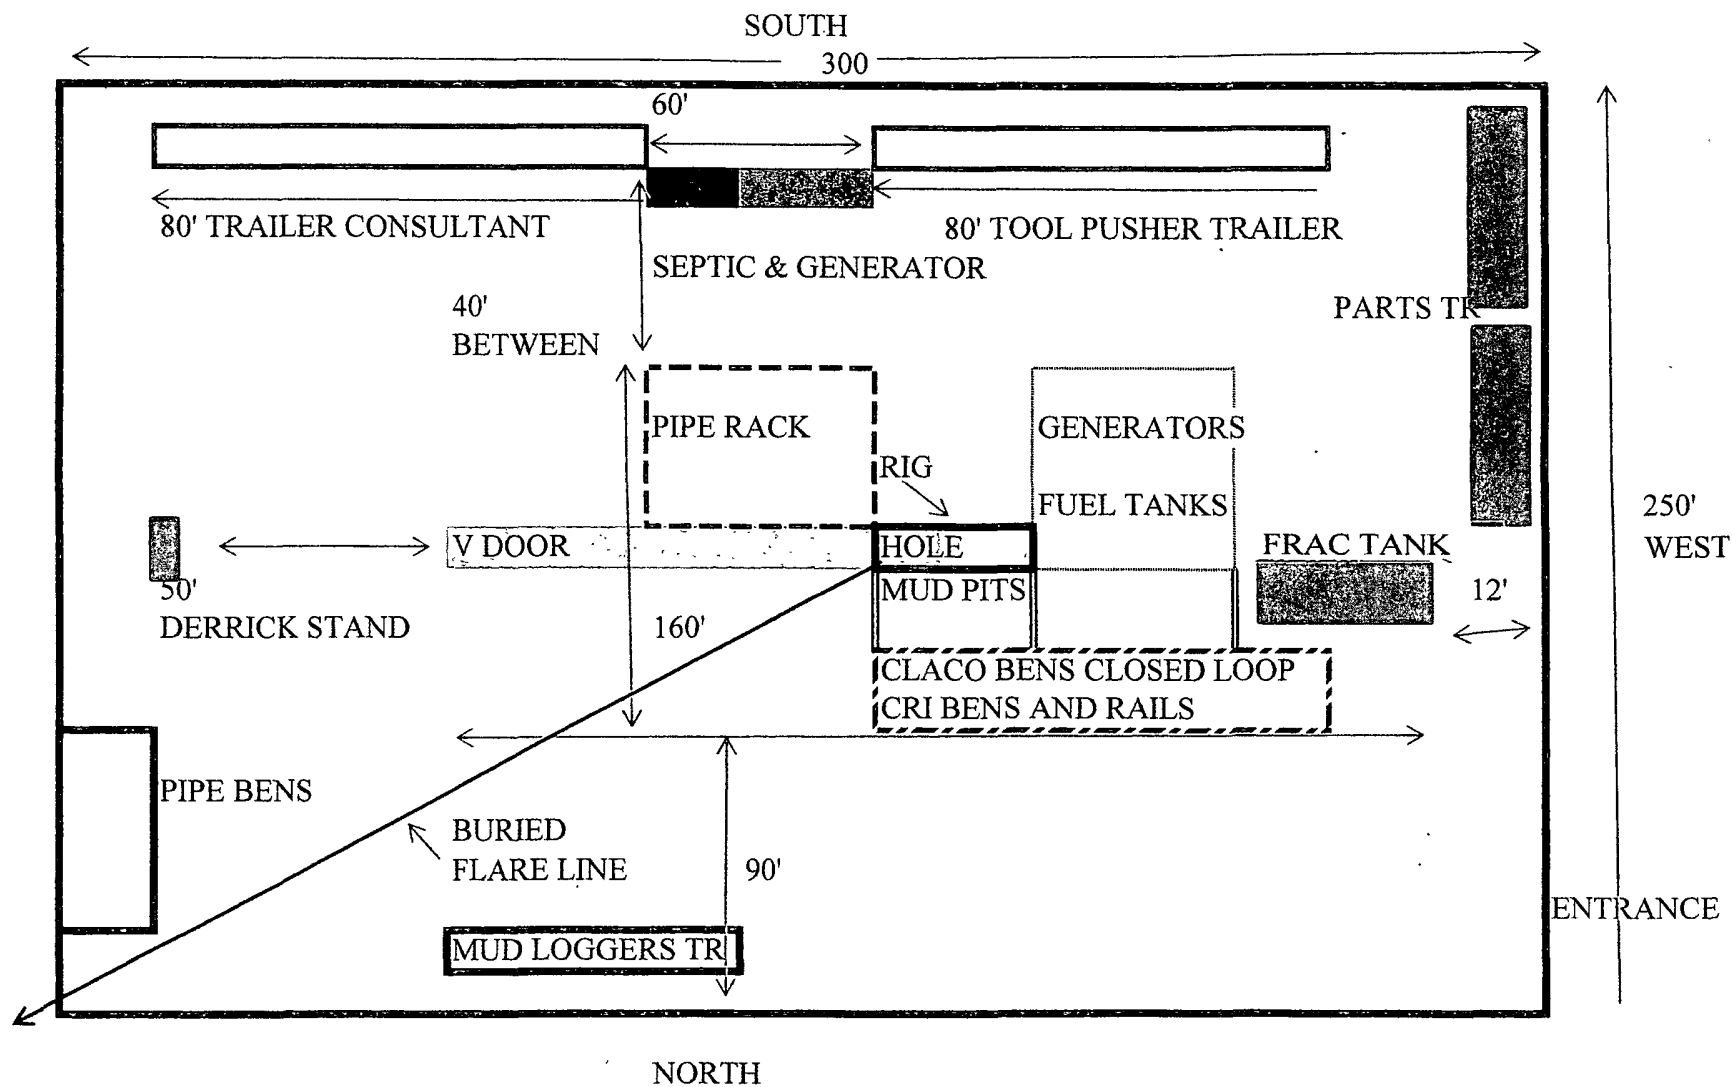 SOUTH
300
60'
80' TRAILER CONSULTANT
80' TOOL PUSHER TRAILER
SEPTIC & GENERATOR
40'
BETWEEN
PARTS TR
PIPE RACK
GENERATORS
RIG
FUEL TANKS
250'
WEST
V DOOR
HOLE
FRAC TANK
50'
DERRICK STAND
MUD PITS
12'
160'
CLACO BENS CLOSED LOOP
CRI BENS AND RAILS
PIPE BENS
BURIED
FLARE LINE
90'
ENTRANCE
MUD LOGGERS TR
NORTH